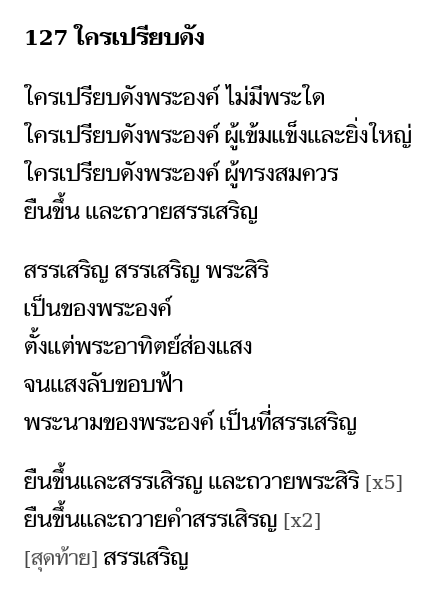 127 ใครเปรียบดัง
ใครเปรียบดังพระองค์ ไม่มีพระใด
ใครเปรียบดังพระองค์ ผู้เข้มแข็งและยิ่งใหญ่
ใครเปรียบดังพระองค์ ผู้ทรงสมควร
ยืนขึ้น และถวายสรรเสริญ
สรรเสริญ สรรเสริญ พระสิริ
เป็นของพระองค์
ตั้งแต่พระอาทิตย์ส่องแสง
จนแสงลับขอบฟ้า
พระนามของพระองค์ เป็นที่สรรเสริญ
ยืนขึ้นและสรรเสิรญ และถวายพระสิริ [x5]
ยืนขึ้นและถวายคำสรรเสิรญ [x2]
[สุดท้าย] สรรเสริญ